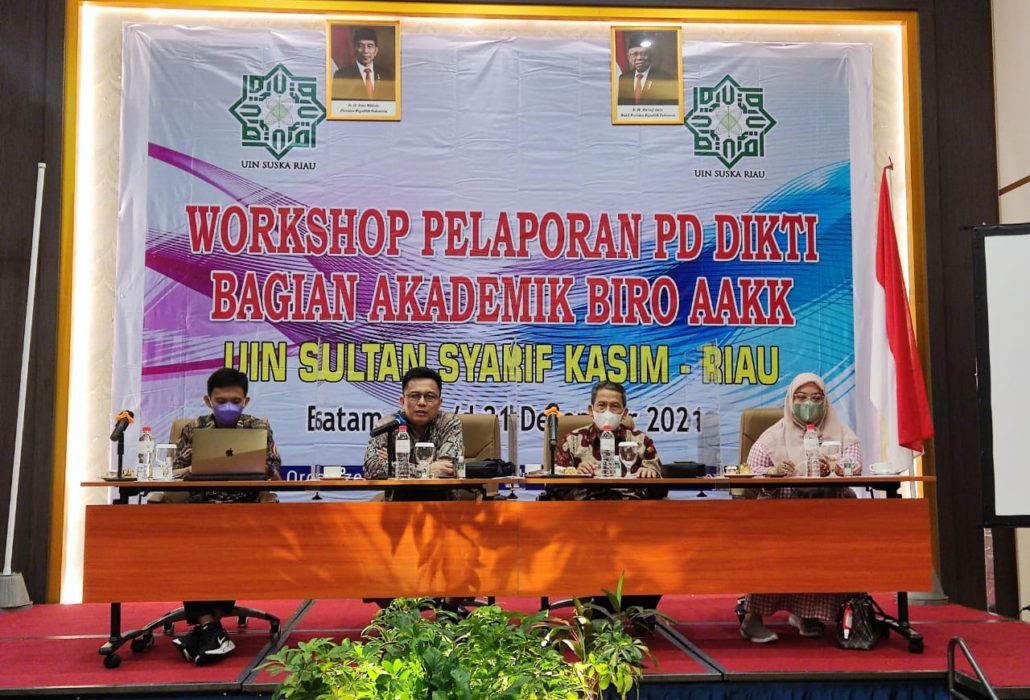 UIN SUSKA RIAU
UIN SUSKA RIAU
WORKSHOP PELAPORAN PD DIKTI
BAGIAN AKADEMIK BIRO AAKK
UIN SULTAN SYARIF KASIM - RIAU
Batam 2021